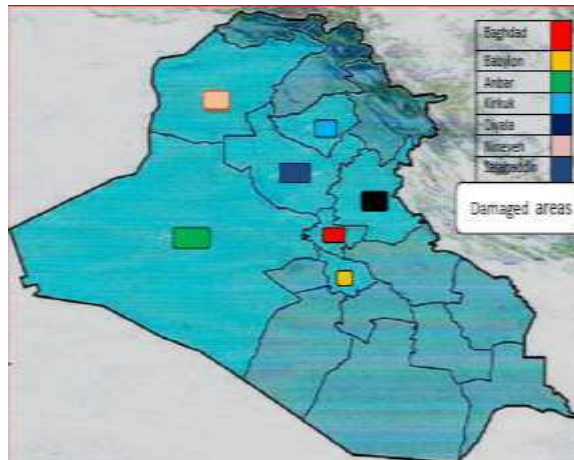 Baghdad
Babylon
Anbar
Kirkuk
Diyala
Nineveh
Damaged areas